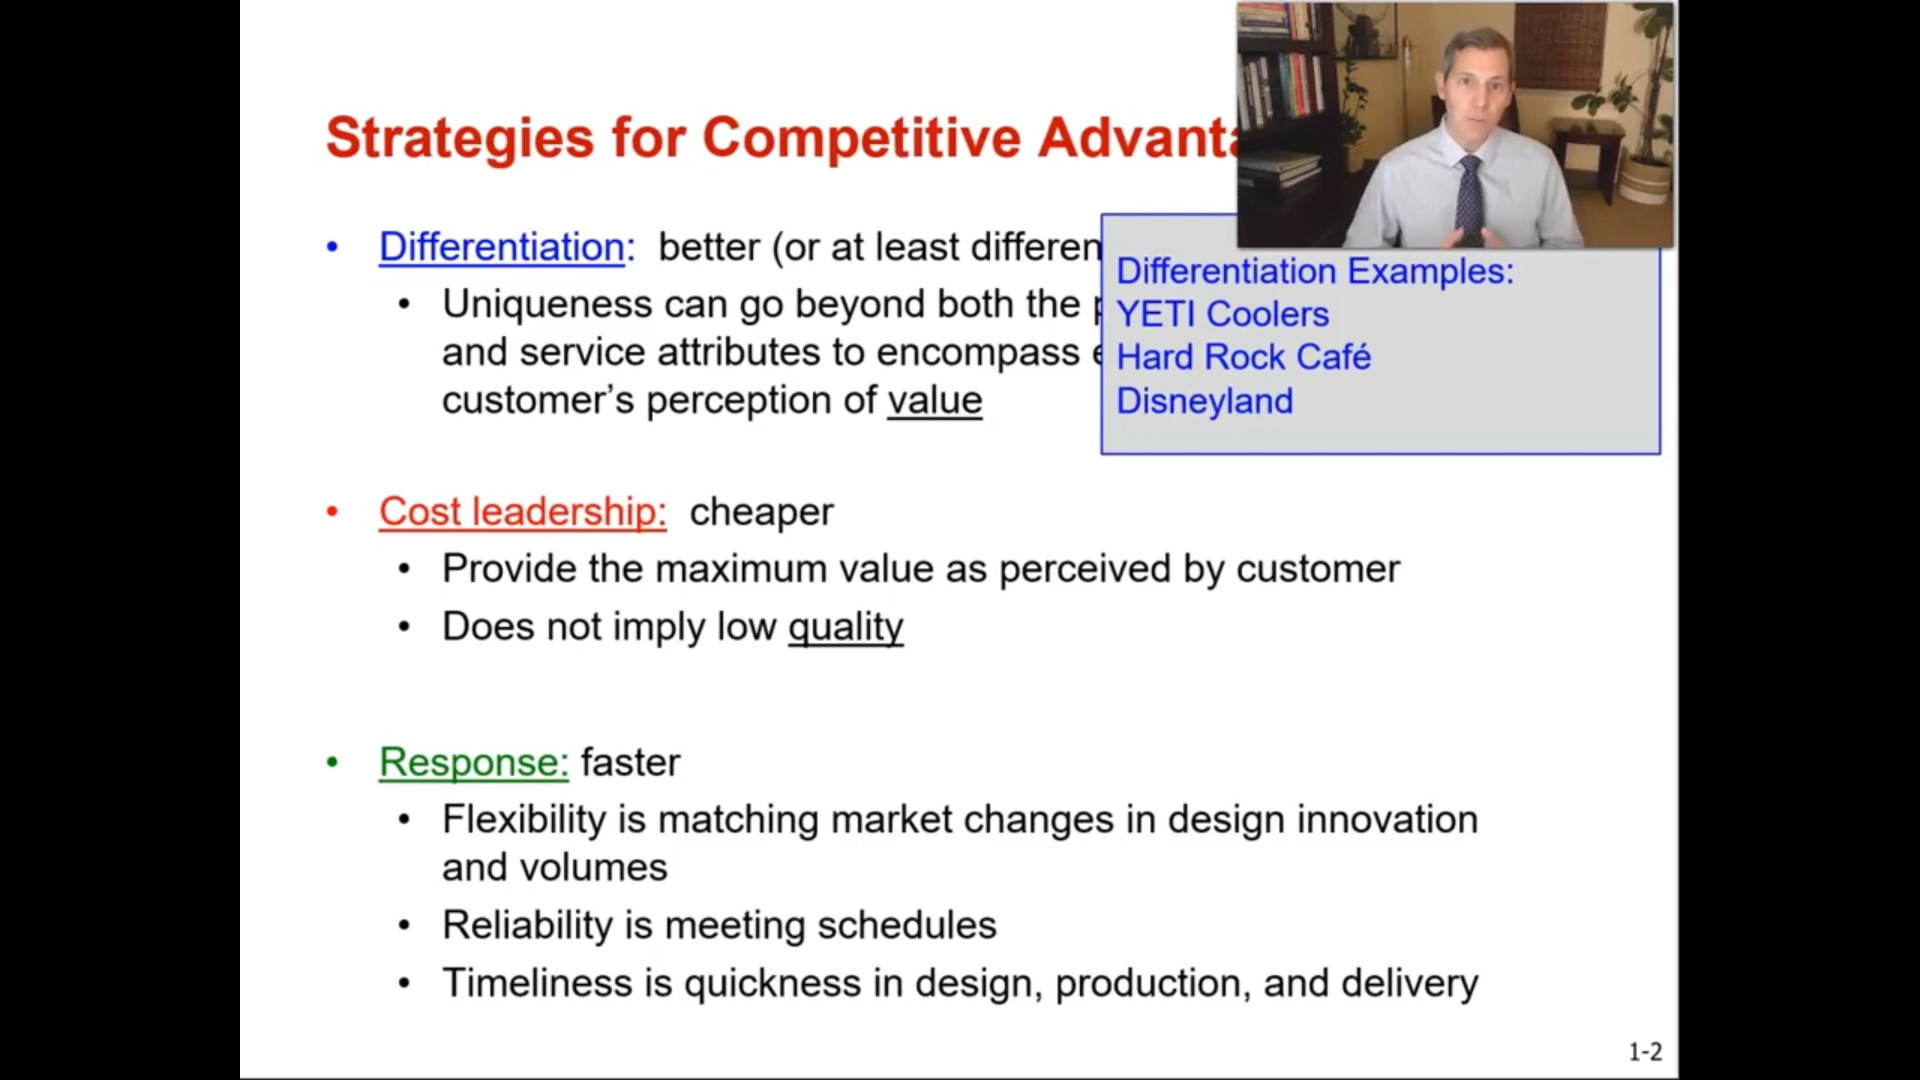 Strategies for Competitive
• Differentiation: better (or at least
• Uniqueness can go beyond both the
and service attributes to encompass
customer’s perception of value
Differentiation Examples:
YETI Coolers
Hard Rock Café
Disneyland
• Cost leadership: cheaper
• Provide the maximum value as perceived by customer
• Does not imply low quality
• Response: faster
• Flexibility is matching market changes in design innovation
and volumes
• Reliability is meeting schedules
• Timeliness is quickness in design, production, and delivery
1-2